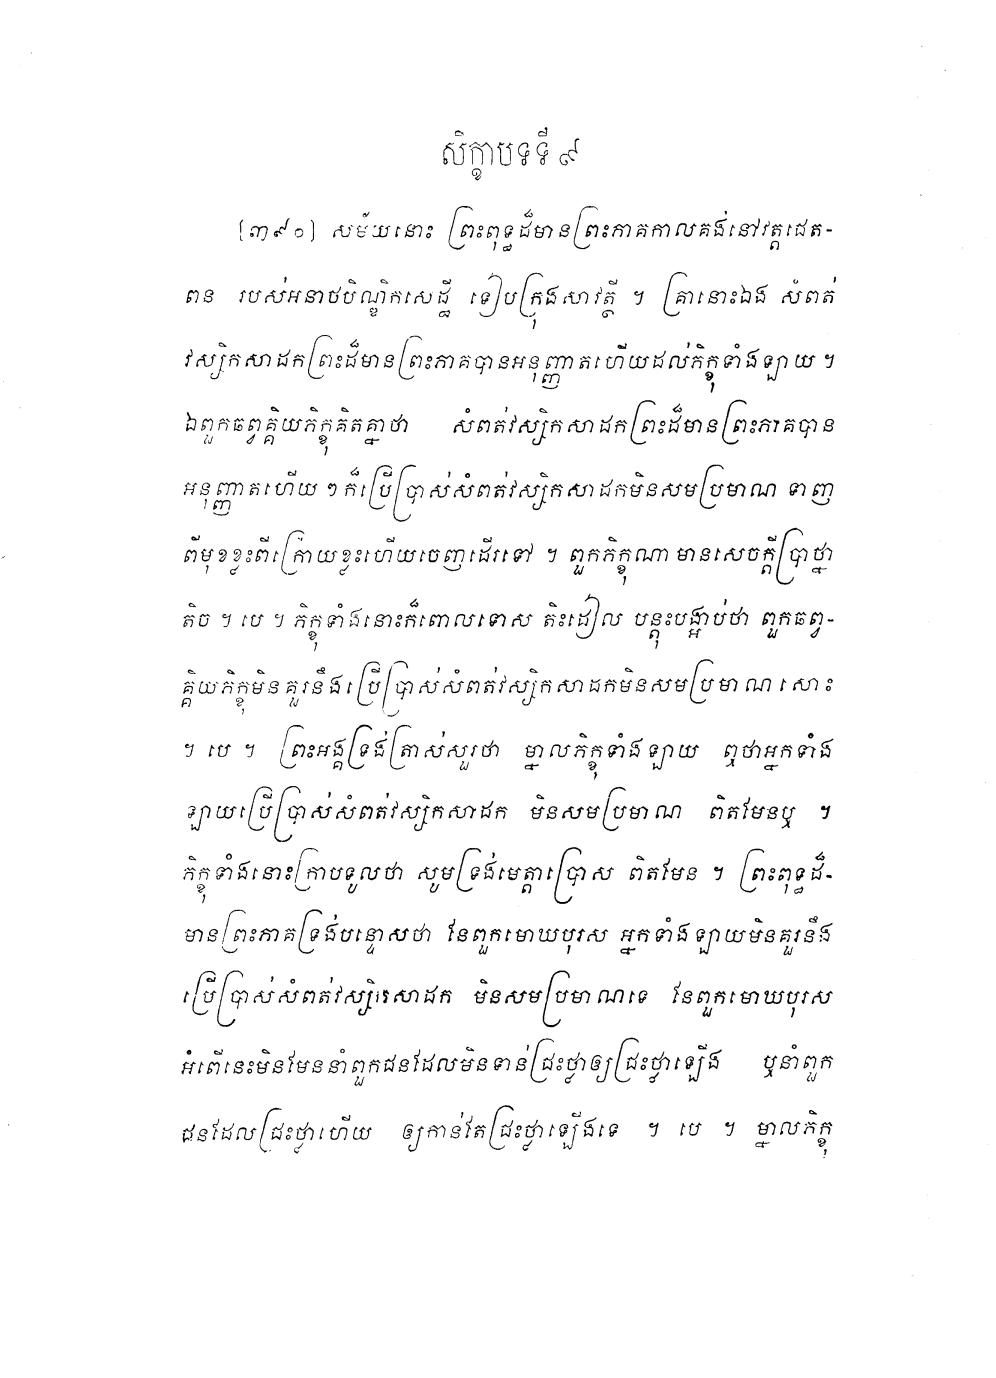 សិក្ខាបទទី ៩
[៣៩០] សម័យនោះ ព្រះពុទ្ធដ៏មានព្រះភាគកាលគង់នៅវត្តជេត-
ពន របស់អនាថបិណ្ឌិកសេដ្ឋី ទៀបក្រុងសាវត្ថី ។ គ្រានោះឯង សំពត់
វស្សិកសាដកព្រះដ៏មានព្រះភាគបានអនុញ្ញាតហើយដល់ភិក្ខុទាំងឡាយ ។
ឯពួកឆព្វគ្គិយភិក្ខុគិតគ្នាថា សំពត់វស្សិកសាដកព្រះដ៏មានព្រះភាគបាន
អនុញ្ញាតហើយ ៗ ក៏ប្រើប្រាស់សំពត់វស្សិកសាដកមិនសមប្រមាណ ទាញ
ពីមុខខ្លះពីក្រោយខ្លះហើយចេញដើរទៅ ។ ពួកភិក្ខុណា មានសេចក្តីប្រាថ្នា
តិច ។ បេ ។ ភិក្ខុទាំងនោះក៏ពោលទោស តិះដៀល បន្តុះបង្អាប់ថា ពួកឆព្វ-
គ្គិយភិក្ខុមិនគួរនឹងប្រើប្រាស់សំពត់វស្សិកសាដកមិនសមប្រមាណ សោះ
។ បេ ។ ព្រះអង្គទ្រង់ត្រាស់សួរថា ម្នាលភិក្ខុទាំងឡាយ ឮថាអ្នកទាំង
ឡាយប្រើប្រាស់សំពត់វស្សិកសាដក មិនសមប្រមាណ ពិតមែនឬ ។
ភិក្ខុទាំងនោះក្រាបទូលថា សូមទ្រង់មេត្តាប្រោស ពិតមែន ។ ព្រះពុទ្ធដ៏-
មានព្រះភាគទ្រង់បន្ទោសថា នែពួកមោឃបុរស អ្នកទាំងឡាយមិនគួរនឹង
ប្រើប្រាស់សំពត់វស្សិកសាដក មិនសមប្រមាណទេ នែពួកមោឃបុរស
អំពើនេះមិនមែននាំពួកជនដែលមិនទាន់ជ្រះថ្លាឲ្យជ្រះថ្លាឡើង ឬនាំពួក
ជនដែលជ្រះថ្លាហើយ ឲ្យកាន់តែជ្រះថ្លាឡើងទេ ។ បេ ។ ម្នាលភិក្ខុ